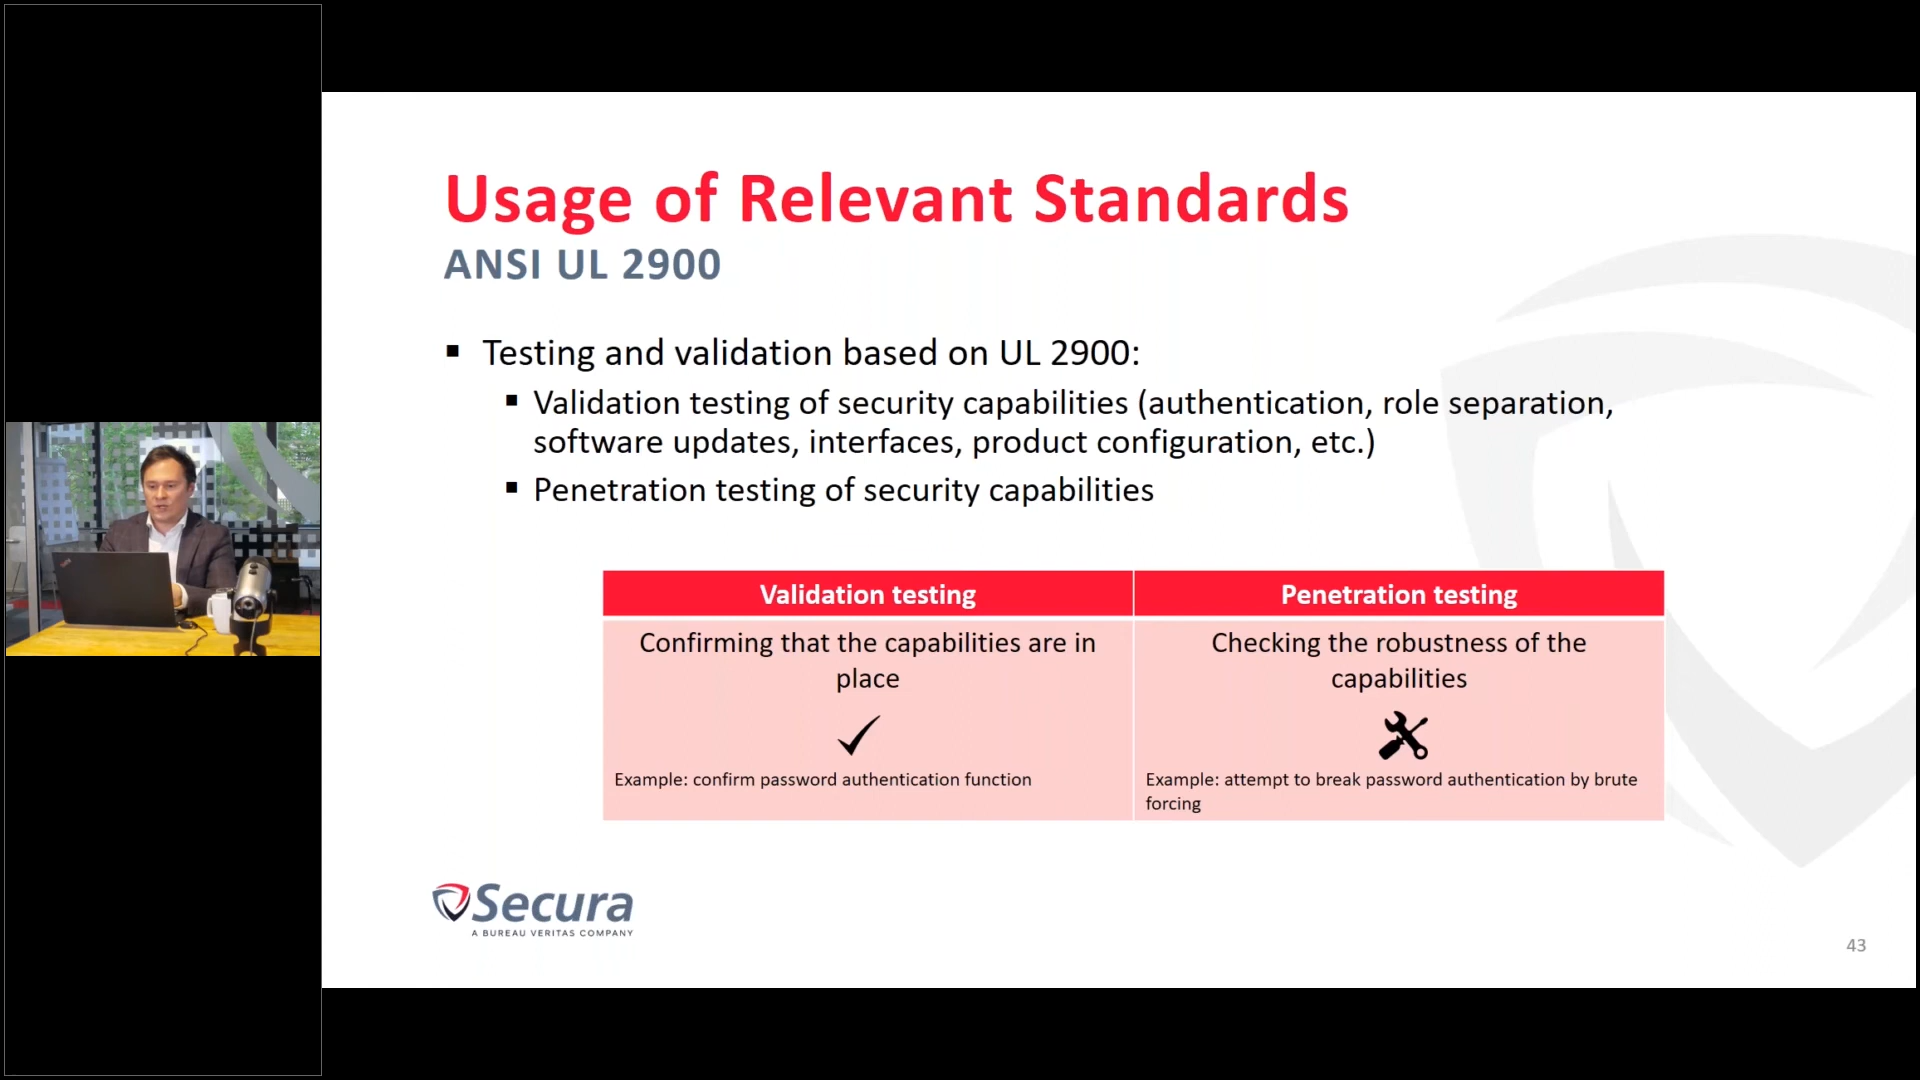 Usage of Relevant Standards
ANSI UL 2900
▪ Testing and validation based on UL 2900:
▪ Validation testing of security capabilities (authentication, role separation,
software updates, interfaces, product configuration, etc.)
▪ Penetration testing of security capabilities
Validation testing
Confirming that the capabilities are in
place
Example: confirm password authentication function
Penetration testing
Checking the robustness of the
capabilities
Example: attempt to break password authentication by brute
forcing
Secura
A BUREAU VERITAS COMPANY
43